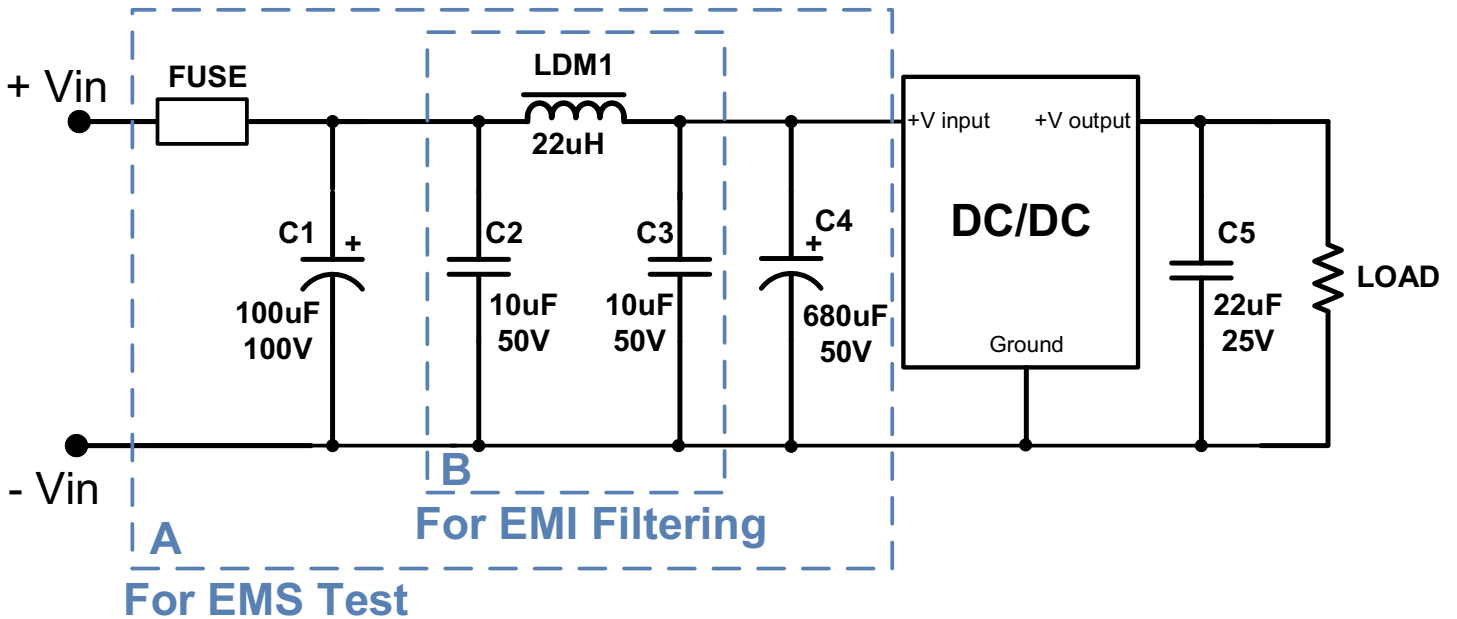 + Vin
FUSE
LDM1
22uH
+V input
+V output
DC/DC
Ground
C1
+
100uF
100V
C2
10uF
50V
C3
10uF
50V
C4
+
680uF
50V
C5
22uF
25V
LOAD
- Vin
B
For EMI Filtering
A
For EMS Test